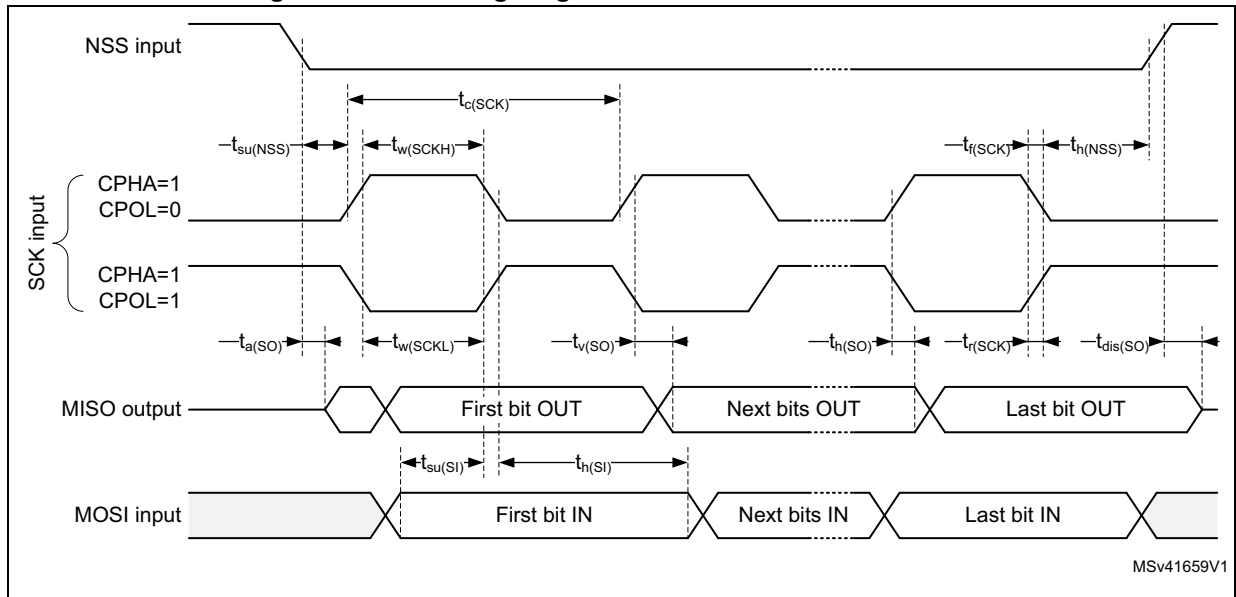 NSS input
tc(SCK)
tsu(NSS)
tw(SCKH)
tf(SCK)
th(NSS)
SCK input
CPHA=1
CPOL=0
CPHA=1
CPOL=1
ta(SO)
tw(SCKL)
tv(SO)
th(SO)
tr(SCK)
tdis(SO)
MISO output
First bit OUT
Next bits OUT
Last bit OUT
tsu(SI)
th(SI)
MOSI input
First bit IN
Next bits IN
Last bit IN
MSv41659V1